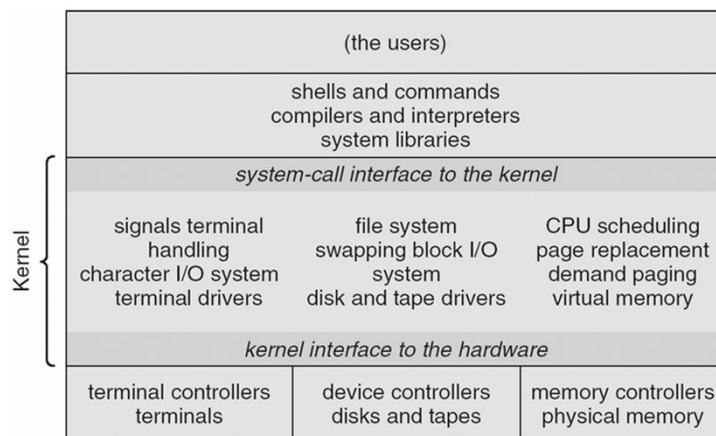 (the users)
shells and commands
compilers and interpreters
system libraries
Kernel
system-call interface to the kernel
signals terminal
handling
character I/O system
terminal drivers
file system
swapping block I/O
system
disk and tape drivers
CPU scheduling
page replacement
demand paging
virtual memory
kernel interface to the hardware
terminal controllers
terminals
device controllers
disks and tapes
memory controllers
physical memory